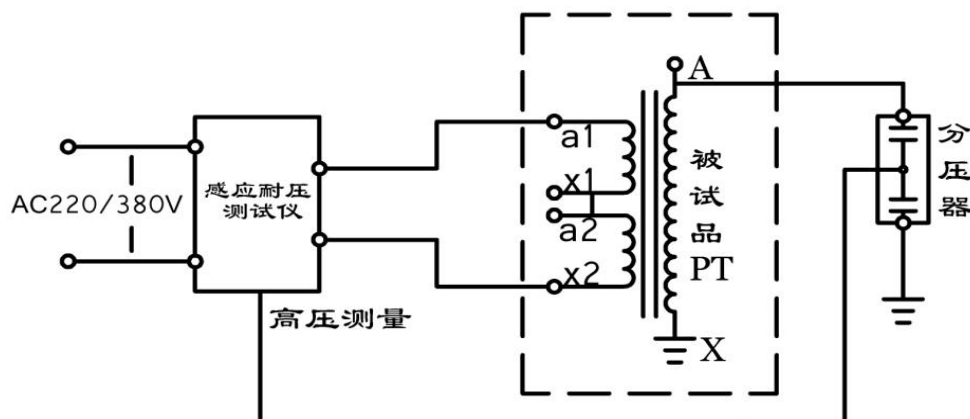 AC220/380V
感应耐压
测试仪
高压测量
a1
x1
a2
x2
A
被试品
PT
X
分压器